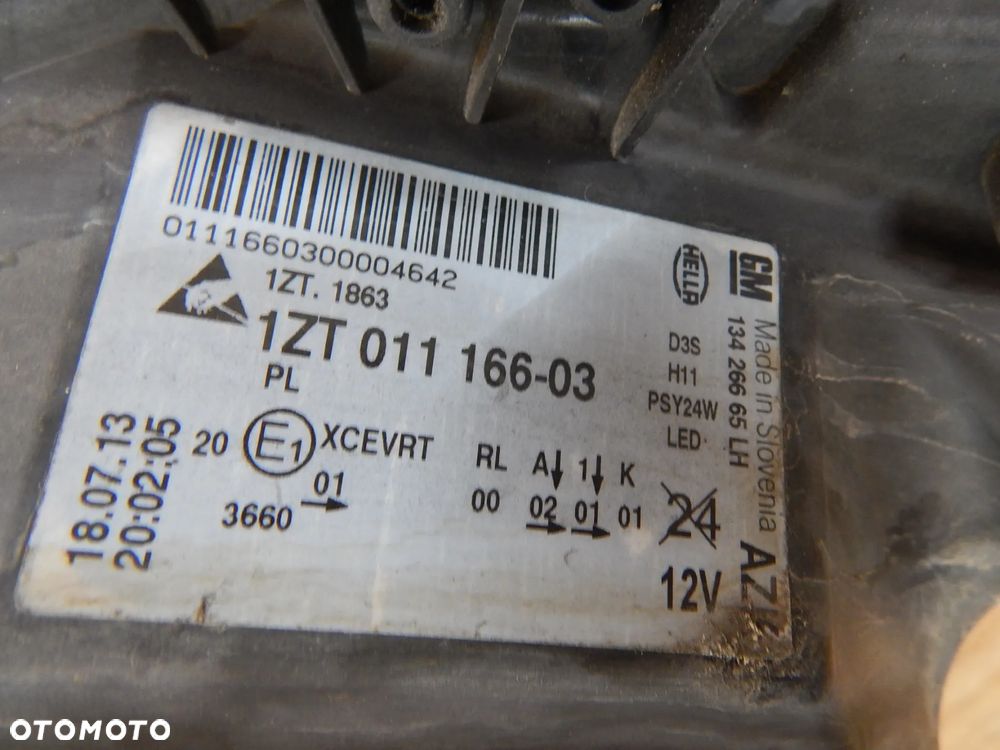 0111660300004642
1ZT. 1863
1ZT 011 166-03
PL
20 E1 XCEVRT
01
3660
RL A 1 K
00 02 01 01
18.07.13
20:02:05
HELLA
D3S
H11
PSY24W
LED
24
12V
GM 134 266 65 LH
Made in Slovenia
OTOMOTO